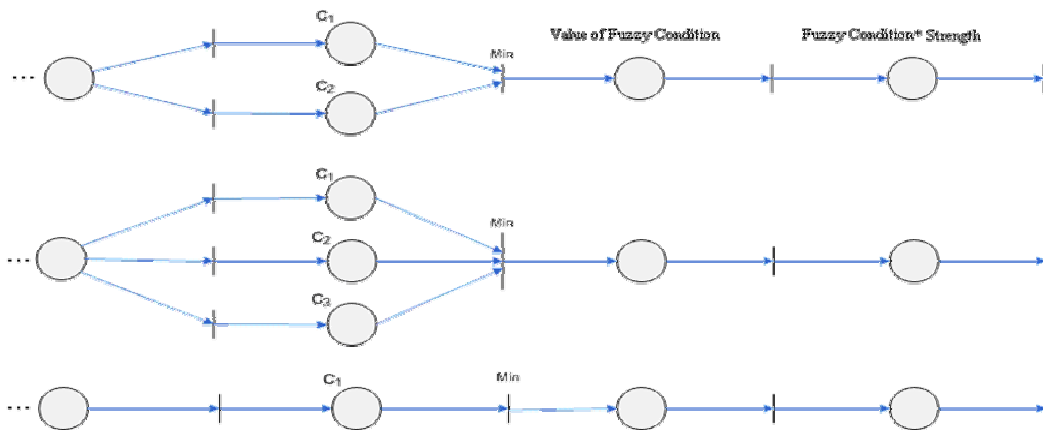 C1
Value of Fuzzy Condition
Fuzzy Condition* Strength
Min
...
C2
C1
Min
C2
...
C3
C1
Min
...